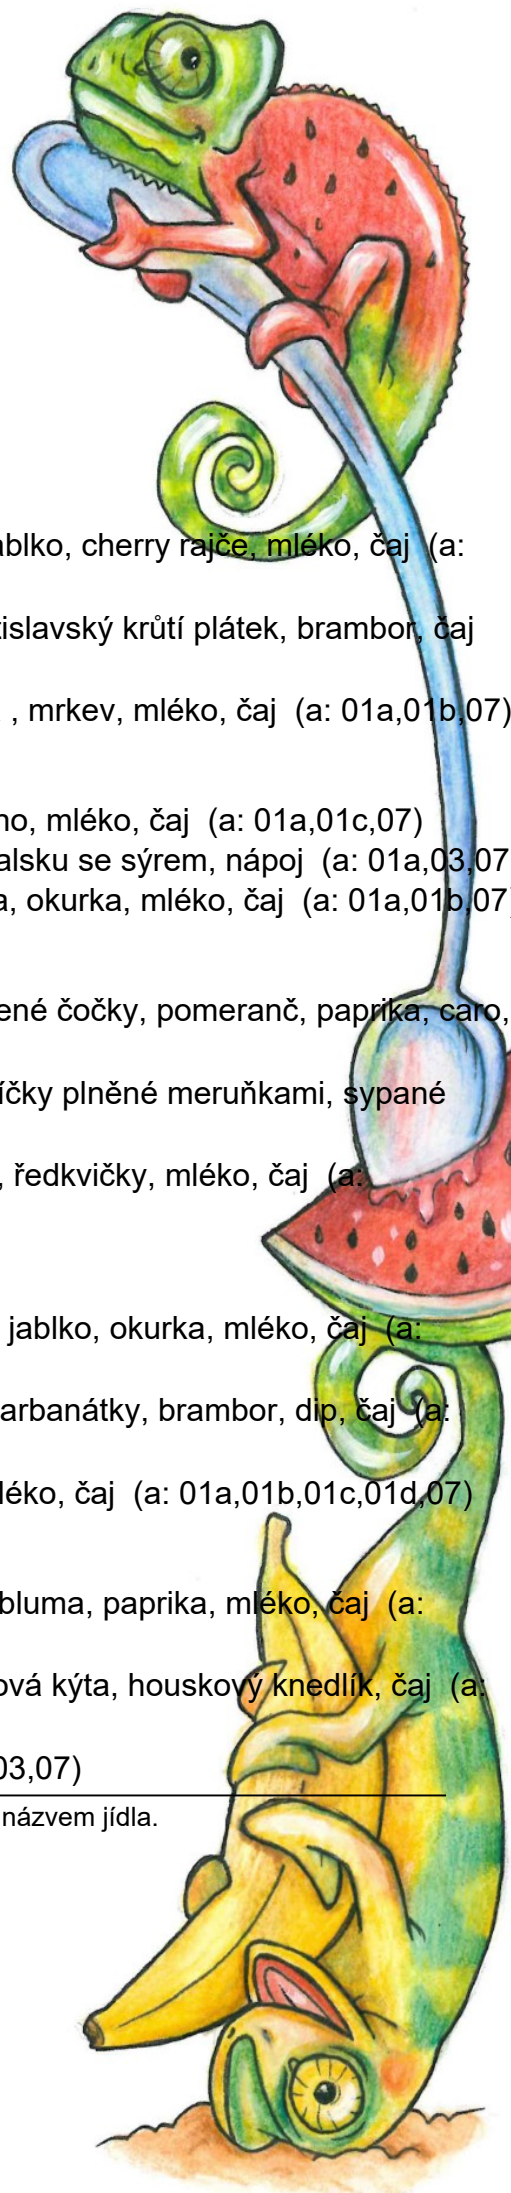 ablko, cherry rajče, mléko, čaj (a:
tislavský krůtí plátek, brambor, čaj
, mrkev, mléko, čaj (a: 01a,01b,07)
no, mléko, čaj (a: 01a,01c,07)
alsku se sýrem, nápoj (a: 01a,03,07
a, okurka, mléko, čaj (a: 01a,01b,07)
ené čočky, pomeranč, paprika, caro,
íčky plněné meruňkami, sypané
, ředkvičky, mléko, čaj (a:
jablko, okurka, mléko, čaj (a:
arbanátky, brambor, dip, čaj (a:
léko, čaj (a: 01a,01b,01c,01d,07)
bluma, paprika, mléko, čaj (a:
ová kýta, houskový knedlík, čaj (a:
03,07)
názvem jídla.